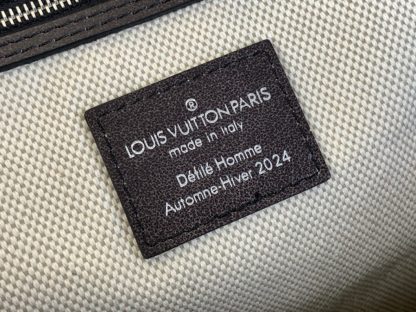 ®
LOUIS VUITTON PARIS
made in italy
Défilé Homme
Automne-Hiver 2024